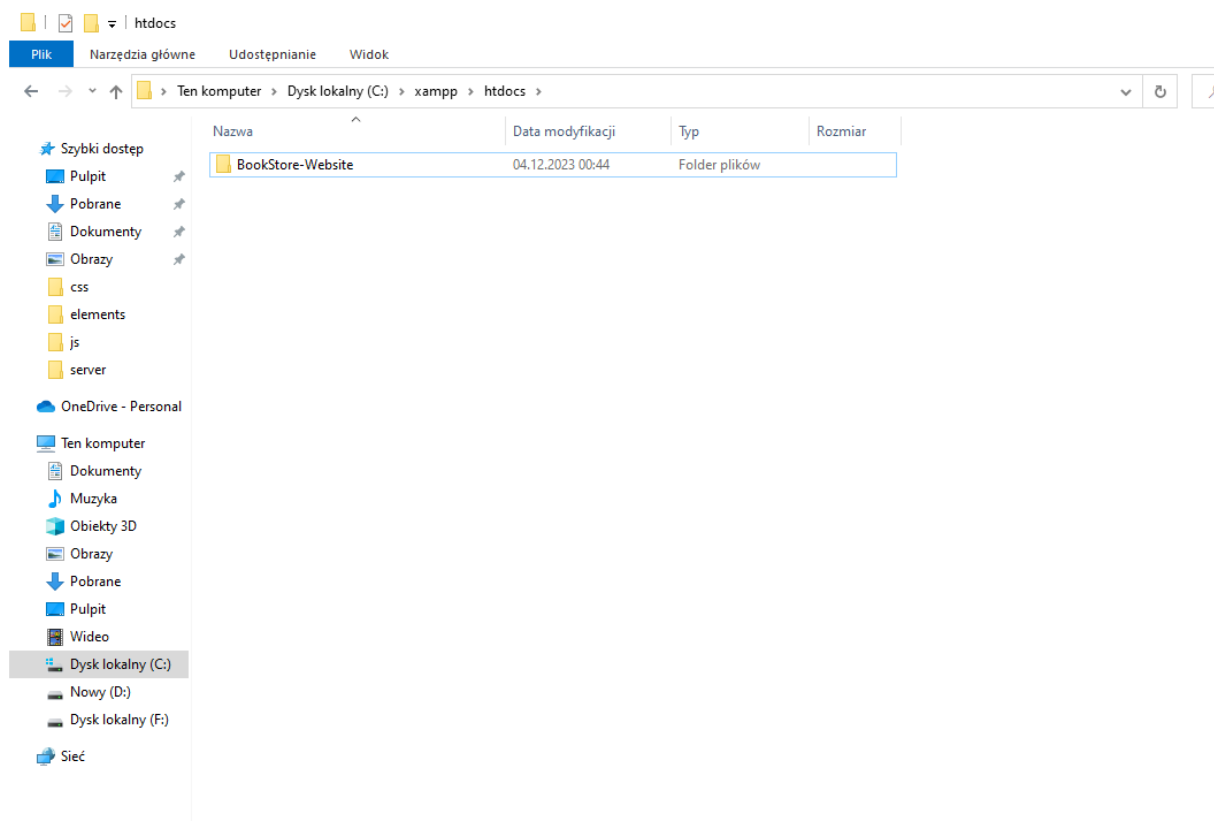 htdocs
Plik Narzędzia główne Udostępnianie Widok
Ten komputer > Dysk lokalny (C:) > xampp > htdocs >
Nazwa Data modyfikacji Typ Rozmiar
BookStore-Website 04.12.2023 00:44 Folder plików
Szybki dostęp
Pulpit
Pobrane
Dokumenty
Obrazy
css
elements
js
server
OneDrive - Personal
Ten komputer
Dokumenty
Muzyka
Obiekty 3D
Obrazy
Pobrane
Pulpit
Wideo
Dysk lokalny (C:)
Nowy (D:)
Dysk lokalny (F:)
Sieć